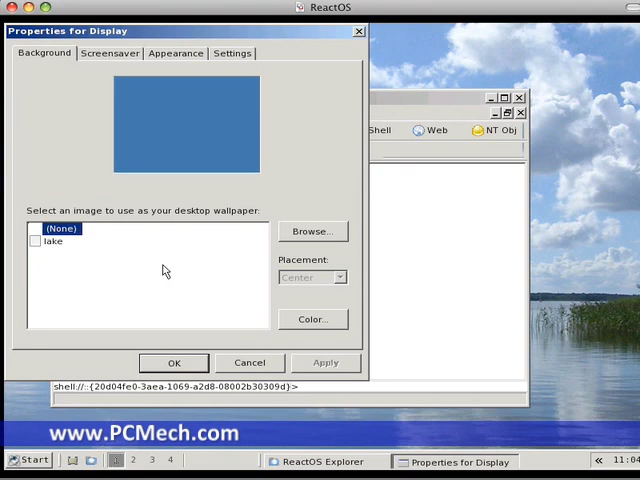 ReactOS
Properties for Display
Background
Screensaver
Appearance
Settings
Shell
Web
NT Obj
Select an image to use as your desktop wallpaper:
(None)
lake
Browse...
Placement:
Center
Color...
OK
Cancel
Apply
shell://::{20d04fe0-3aea-1069-a2d8-08002b30309d}>
www.PCMech.com
Start
1
2
3
4
ReactOS Explorer
Properties for Display
«
11:04